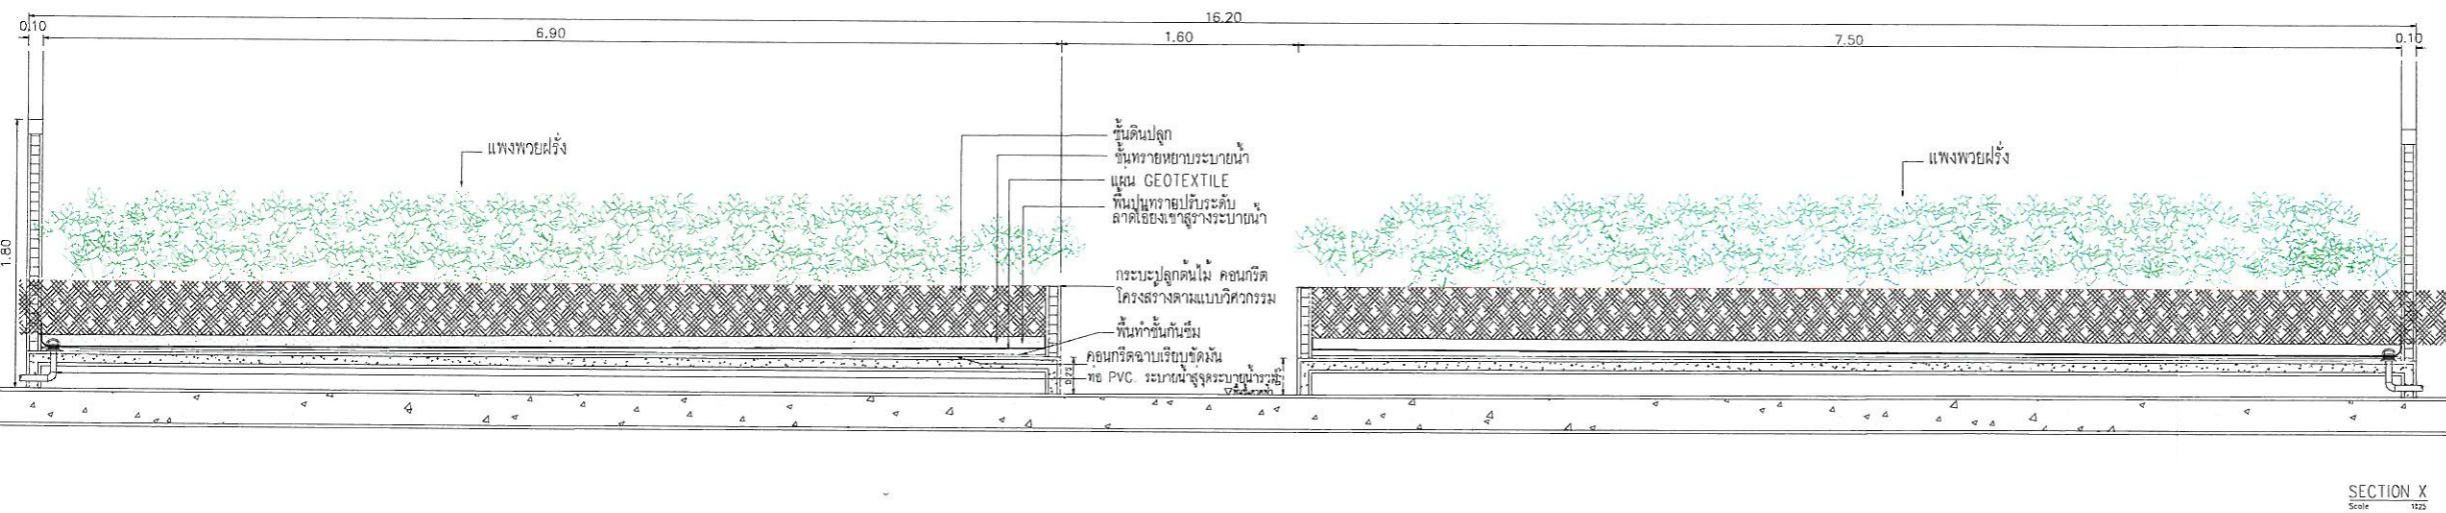 16.20
0.10
6.90
1.60
7.50
0.10
1.80
แพงพวยฝรั่ง
แพงพวยฝรั่ง
ชั้นดินปลูก
ชั้นทรายหยาบระบายน้ำ
แผ่น GEOTEXTILE
พื้นปูนทรายปรับระดับ
ลาดเอียงเข้าสู่รางระบายน้ำ
กระบะปลูกต้นไม้ คอนกรีต
โครงสร้างตามแบบวิศวกรรม
พื้นทำชั้นกันซึม
คอนกรีตฉาบเรียบขัดมัน
ท่อ PVC. ระบายน้ำสู่จุดระบายน้ำรวม
0.25
SECTION X
Scale 1:25